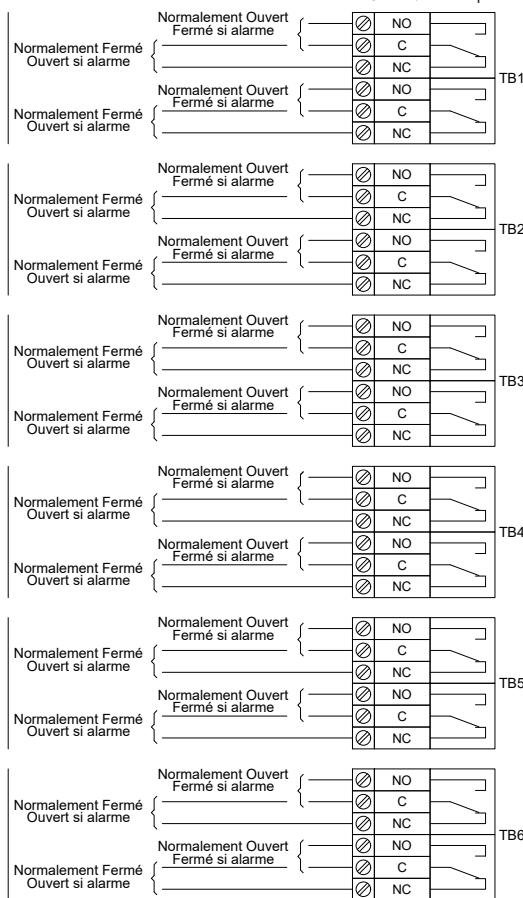 Normalement Ouvert
Fermé si alarme
NO
Normalement Fermé
Ouvert si alarme
C
NC
TB1
Normalement Ouvert
Fermé si alarme
NO
Normalement Fermé
Ouvert si alarme
C
NC
Normalement Ouvert
Fermé si alarme
NO
Normalement Fermé
Ouvert si alarme
C
NC
TB2
Normalement Ouvert
Fermé si alarme
NO
Normalement Fermé
Ouvert si alarme
C
NC
Normalement Ouvert
Fermé si alarme
NO
Normalement Fermé
Ouvert si alarme
C
NC
TB3
Normalement Ouvert
Fermé si alarme
NO
Normalement Fermé
Ouvert si alarme
C
NC
Normalement Ouvert
Fermé si alarme
NO
Normalement Fermé
Ouvert si alarme
C
NC
TB4
Normalement Ouvert
Fermé si alarme
NO
Normalement Fermé
Ouvert si alarme
C
NC
Normalement Ouvert
Fermé si alarme
NO
Normalement Fermé
Ouvert si alarme
C
NC
TB5
Normalement Ouvert
Fermé si alarme
NO
Normalement Fermé
Ouvert si alarme
C
NC
Normalement Ouvert
Fermé si alarme
NO
Normalement Fermé
Ouvert si alarme
C
NC
TB6
Normalement Ouvert
Fermé si alarme
NO
Normalement Fermé
Ouvert si alarme
C
NC